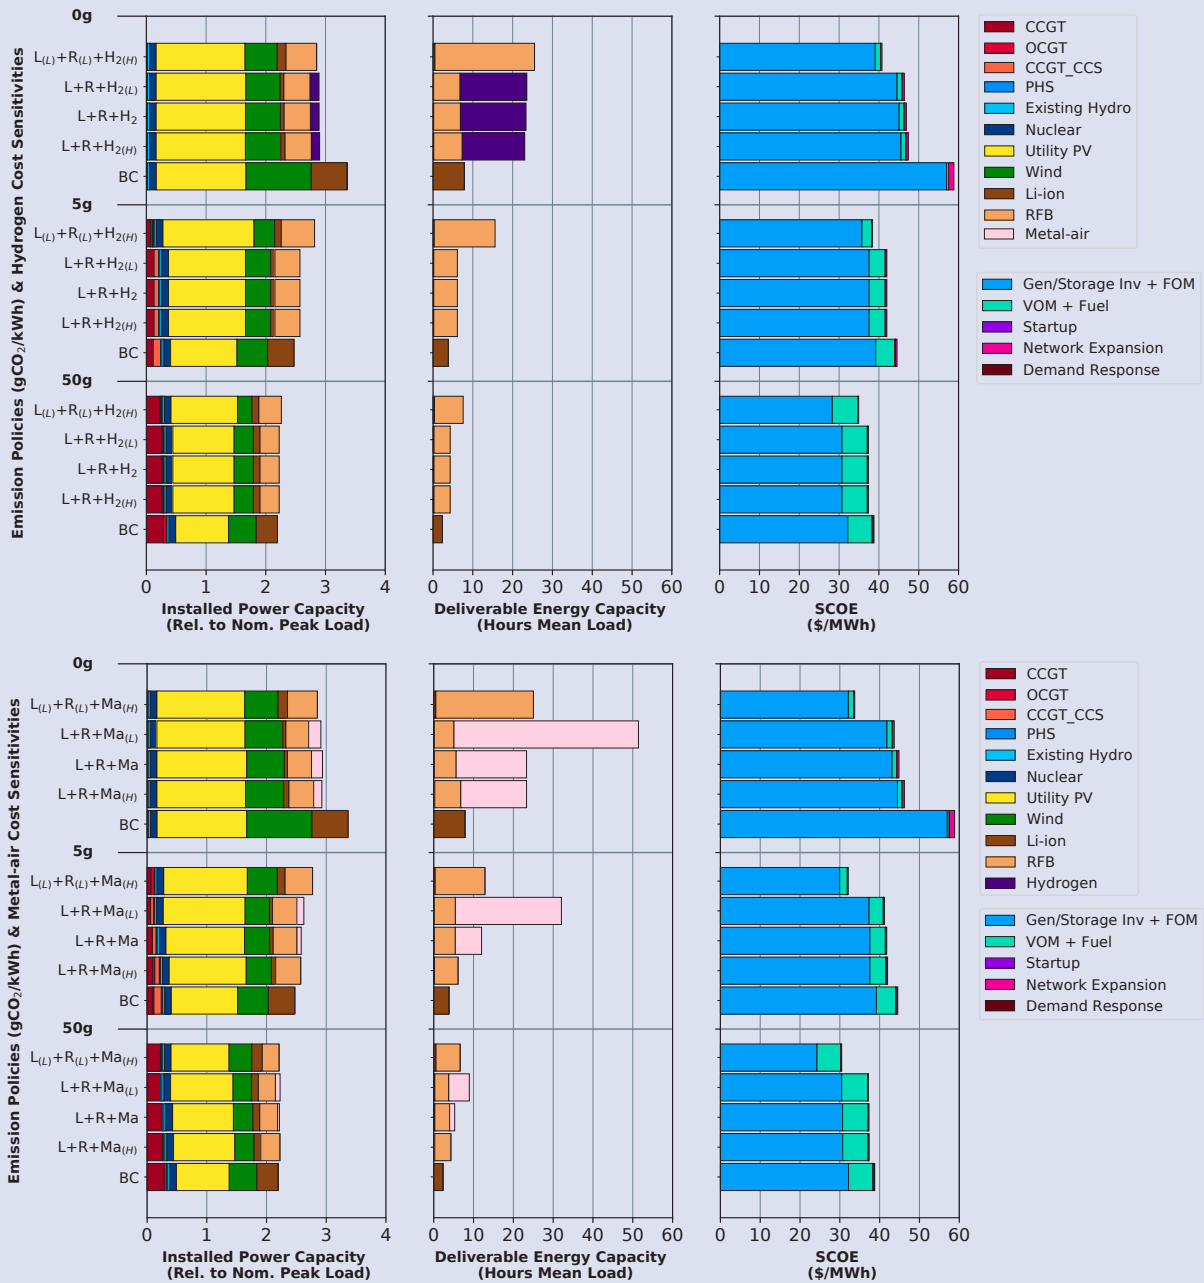 Emission Policies (gCO₂/kWh) & Hydrogen Cost Sensitivities
0g
L(L)+R(L)+H2(H)
L+R+H2(L)
L+R+H2
L+R+H2(H)
BC
5g
L(L)+R(L)+H2(H)
L+R+H2(L)
L+R+H2
L+R+H2(H)
BC
50g
L(L)+R(L)+H2(H)
L+R+H2(L)
L+R+H2
L+R+H2(H)
BC
0 1 2 3 4
Installed Power Capacity
(Rel. to Nom. Peak Load)
0 10 20 30 40 50 60
Deliverable Energy Capacity
(Hours Mean Load)
0 10 20 30 40 50 60
SCOE
($/MWh)
CCGT
OCGT
CCGT_CCS
PHS
Existing Hydro
Nuclear
Utility PV
Wind
Li-ion
RFB
Metal-air
Gen/Storage Inv + FOM
VOM + Fuel
Startup
Network Expansion
Demand Response
Emission Policies (gCO₂/kWh) & Metal-air Cost Sensitivities
0g
L(L)+R(L)+Ma(H)
L+R+Ma(L)
L+R+Ma
L+R+Ma(H)
BC
5g
L(L)+R(L)+Ma(H)
L+R+Ma(L)
L+R+Ma
L+R+Ma(H)
BC
50g
L(L)+R(L)+Ma(H)
L+R+Ma(L)
L+R+Ma
L+R+Ma(H)
BC
0 1 2 3 4
Installed Power Capacity
(Rel. to Nom. Peak Load)
0 10 20 30 40 50 60
Deliverable Energy Capacity
(Hours Mean Load)
0 10 20 30 40 50 60
SCOE
($/MWh)
CCGT
OCGT
CCGT_CCS
PHS
Existing Hydro
Nuclear
Utility PV
Wind
Li-ion
RFB
Hydrogen
Gen/Storage Inv + FOM
VOM + Fuel
Startup
Network Expansion
Demand Response